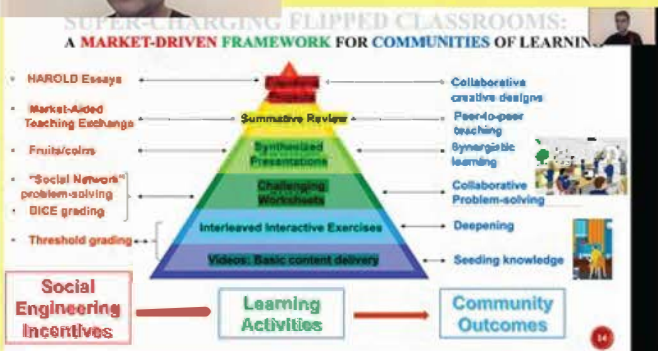 SUPER-CHARGING FLIPPED CLASSROOMS:
A MARKET-DRIVEN FRAMEWORK FOR COMMUNITIES OF LEARNING
HAROLD Essays
Market-Aided
Teaching Exchange
Fruits/coins
"Social Network"
problem-solving
DICE grading
Threshold grading
Summative Review
Synthesized
Presentations
Challenging
Worksheets
Interleaved Interactive Exercises
Videos: Basic content delivery
Collaborative
creative designs
Peer-to-peer
teaching
Synergistic
learning
Collaborative
Problem-solving
Deepening
Seeding knowledge
Social
Engineering
Incentives
Learning
Activities
Community
Outcomes
14